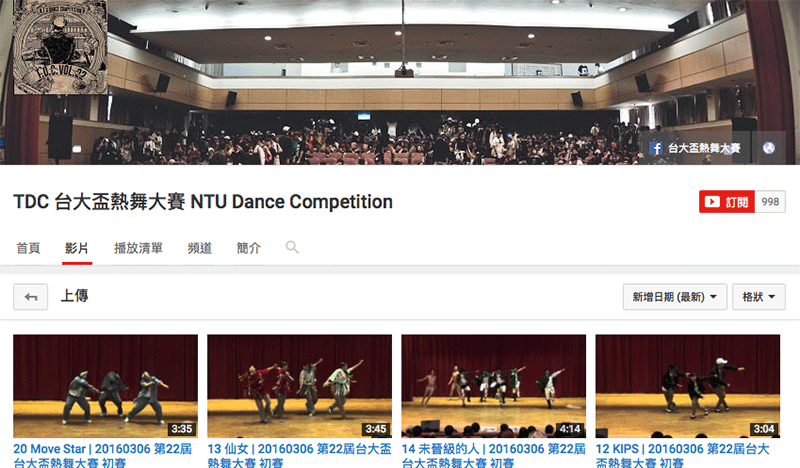 N.T.U DANCE COMPETITION
T.D.C. VOL.22
台大盃熱舞大賽
TDC 台大盃熱舞大賽 NTU Dance Competition
訂閱 998
首頁 影片 播放清單 頻道 簡介
上傳 新增日期 (最新) 格狀
3:35 3:45 4:14 3:04
20 Move Star | 20160306 第22屆 13 仙女 | 20160306 第22屆台大盃 14 未晉級的人 | 20160306 第22屆 12 KIPS | 20160306 第22屆台大
台大盃熱舞大賽 初賽 熱舞大賽 初賽 台大盃熱舞大賽 初賽 盃熱舞大賽 初賽